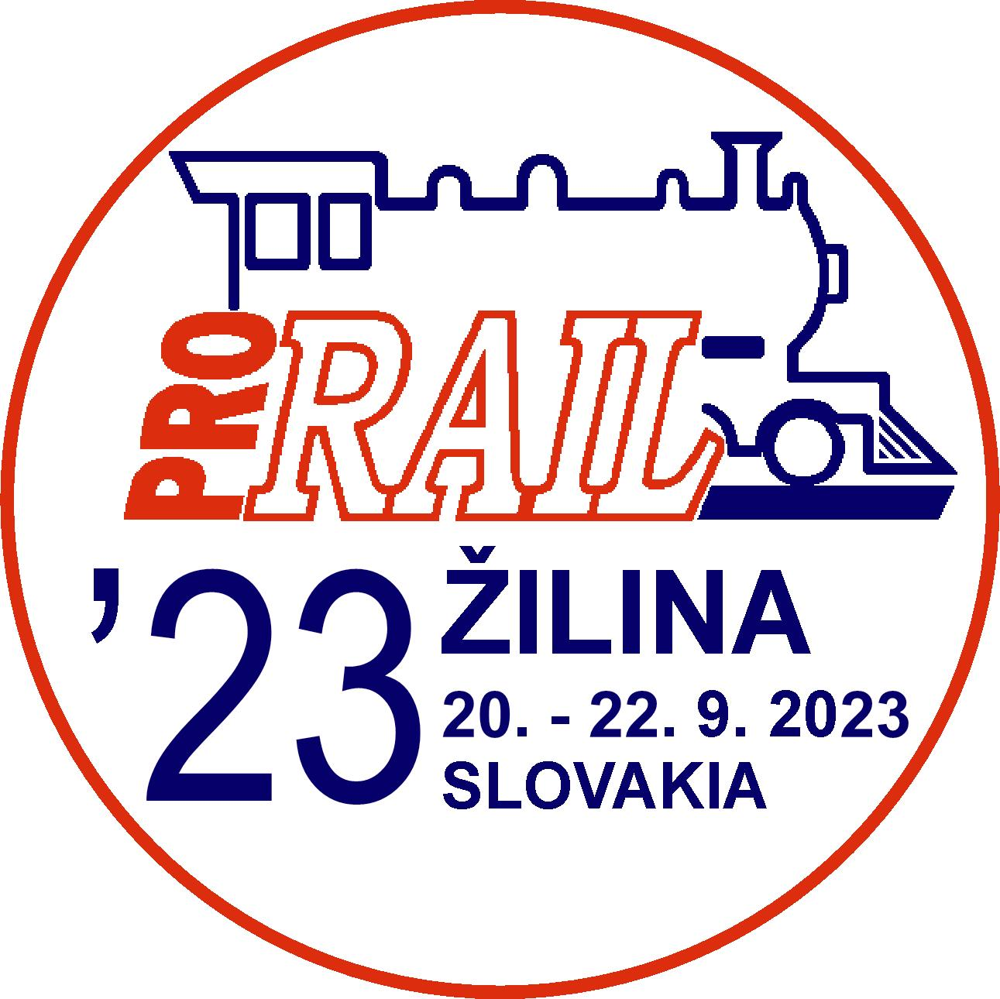 PRO
RAIL
’23
ŽILINA
20. - 22. 9. 2023
SLOVAKIA